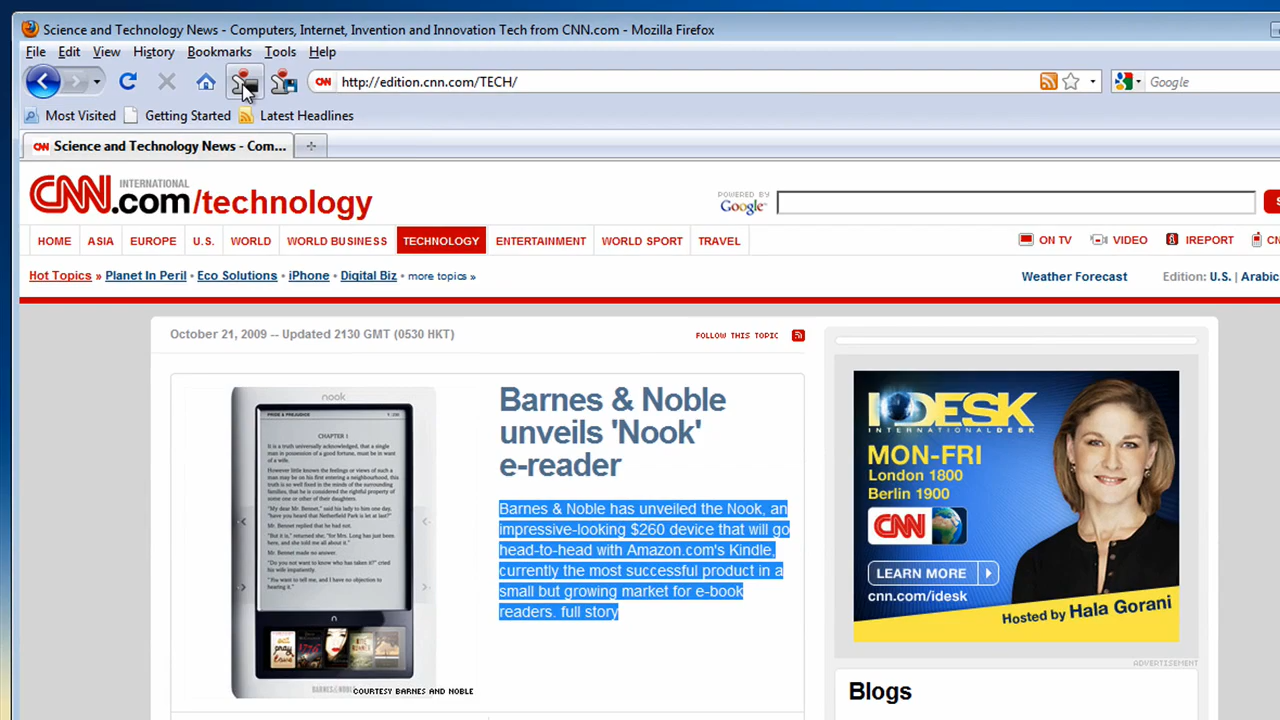 Science and Technology News - Computers, Internet, Invention and Innovation Tech from CNN.com - Mozilla Firefox
File Edit View History Bookmarks Tools Help
CNN http://edition.cnn.com/TECH/
Google
Most Visited Getting Started Latest Headlines
CNN Science and Technology News - Com...
CNN INTERNATIONAL .com/technology
POWERED BY Google™
HOME ASIA EUROPE U.S. WORLD WORLD BUSINESS TECHNOLOGY ENTERTAINMENT WORLD SPORT TRAVEL
ON TV VIDEO IREPORT CN
Hot Topics » Planet In Peril • Eco Solutions • iPhone • Digital Biz • more topics »
Weather Forecast Edition: U.S. | Arabic
October 21, 2009 -- Updated 2130 GMT (0530 HKT)
FOLLOW THIS TOPIC
nook
PRIDE & PREJUDICE
CHAPTER 1
It is a truth universally acknowledged, that a single
man in possession of a good fortune, must be in want
of a wife.
However little known the feelings or views of such a
man may be on his first entering a neighbourhood, this
truth is so well fixed in the minds of the surrounding
families, that he is considered the rightful property of
some one or other of their daughters.
"My dear Mr. Bennet," said his lady to him one day,
"have you heard that Netherfield Park is let at last?"
Mr. Bennet replied that he had not.
"But it is," returned she, "for Mrs. Long has just been
here, and she told me all about it."
Mr. Bennet made no answer.
"Do you not want to know who has taken it?" cried
his wife impatiently.
"You want to tell me, and I have no objection to
hearing it."
BARNES&NOBLE
COURTESY BARNES AND NOBLE
Barnes & Noble
unveils 'Nook'
e-reader
Barnes & Noble has unveiled the Nook, an
impressive-looking $260 device that will go
head-to-head with Amazon.com's Kindle,
currently the most successful product in a
small but growing market for e-book
readers. full story
IDESK
INTERNATIONALDESK
MON-FRI
London 1800
Berlin 1900
CNN
LEARN MORE
cnn.com/idesk
Hosted by Hala Gorani
ADVERTISEMENT
Blogs